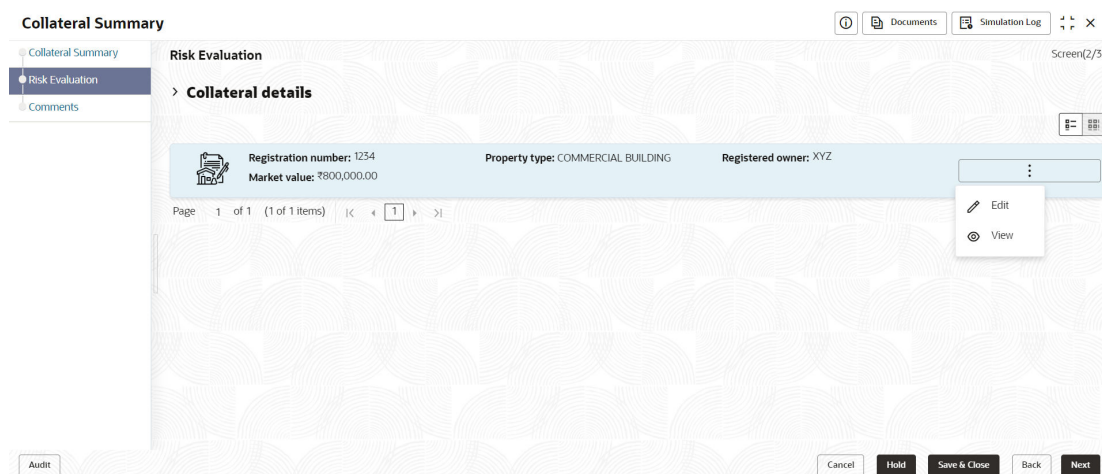 Collateral Summary
Documents
Simulation Log
Collateral Summary
Risk Evaluation
Comments
Risk Evaluation
Screen(2/3
Collateral details
Registration number: 1234
Property type: COMMERCIAL BUILDING
Registered owner: XYZ
Market value: ₹800,000.00
Edit
View
Page 1 of 1 (1 of 1 items) 1
Audit
Cancel
Hold
Save & Close
Back
Next